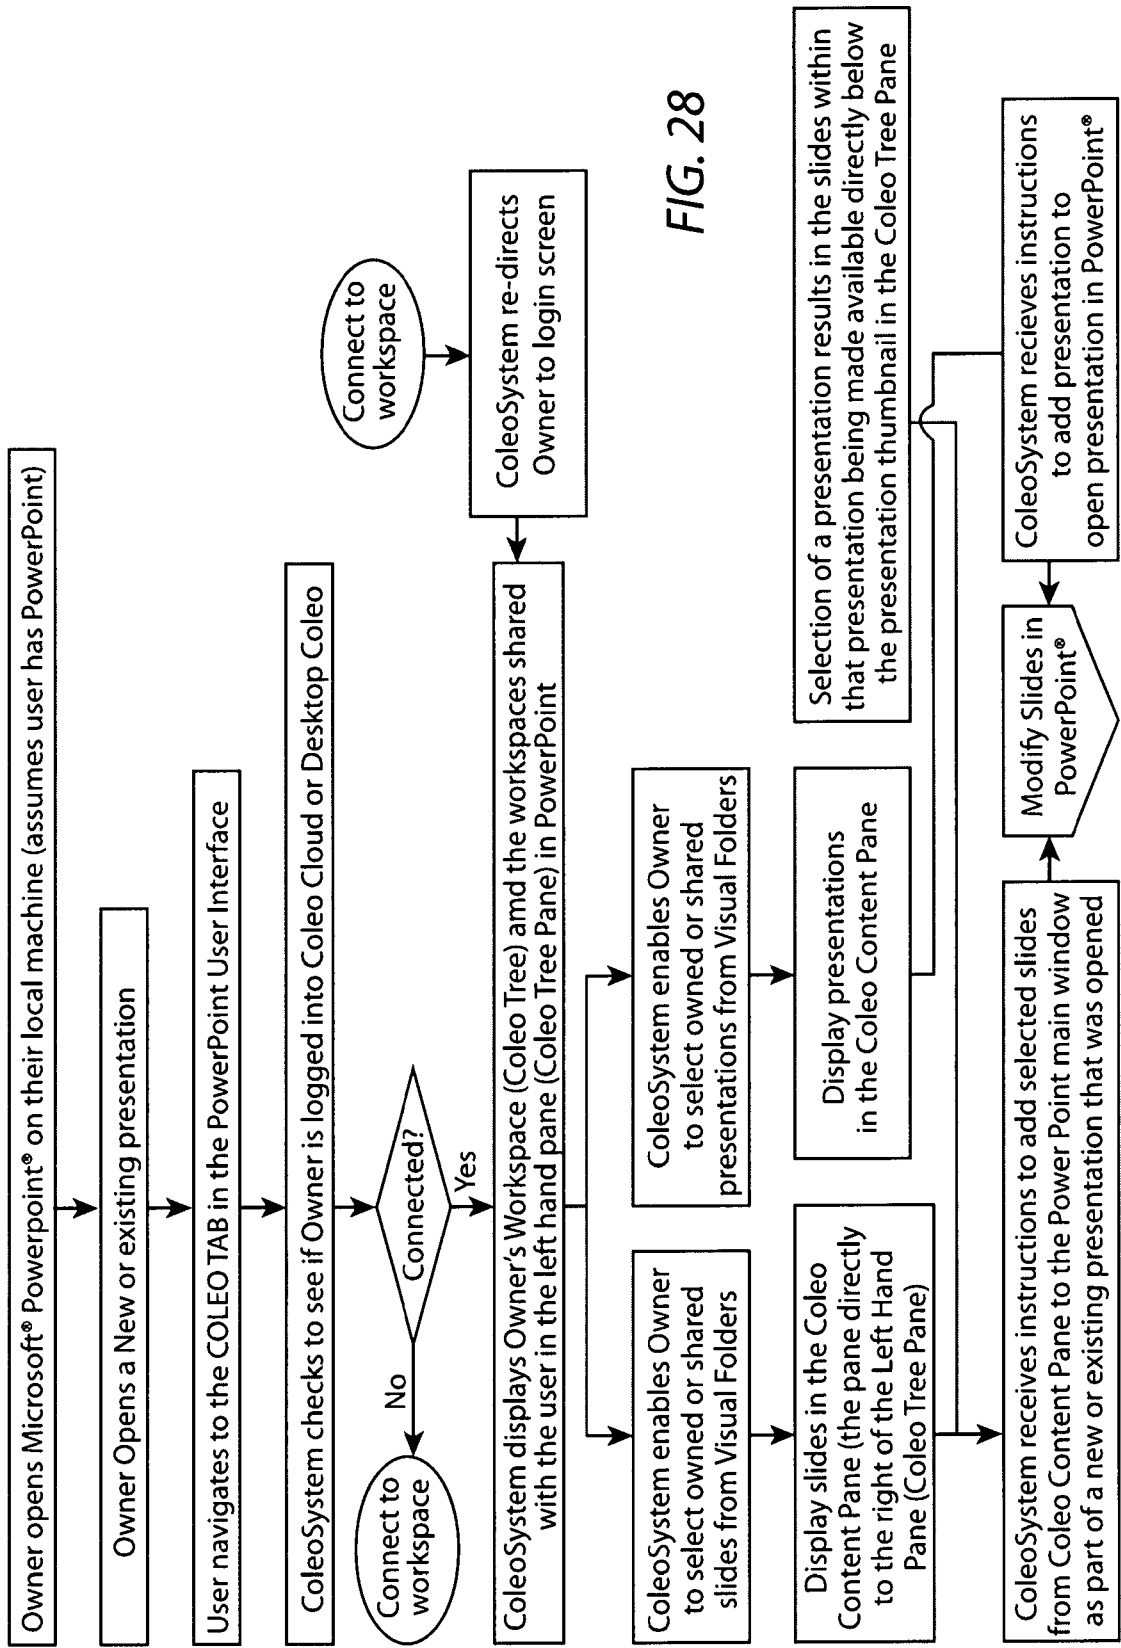 Owner opens Microsoft® Powerpoint® on their local machine (assumes user has PowerPoint)
Owner Opens a New or existing presentation
User navigates to the COLEO TAB in the PowerPoint User Interface
ColeoSystem checks to see if Owner is logged into Coleo Cloud or Desktop Coleo
Connected?
No
Yes
Connect to
workspace
Connect to
workspace
ColeoSystem re-directs
Owner to login screen
ColeoSystem displays Owner's Workspace (Coleo Tree) amd the workspaces shared
with the user in the left hand pane (Coleo Tree Pane) in PowerPoint
ColeoSystem enables Owner
to select owned or shared
slides from Visual Folders
ColeoSystem enables Owner
to select owned or shared
presentations from Visual Folders
Display slides in the Coleo
Content Pane (the pane directly
to the right of the Left Hand
Pane (Coleo Tree Pane)
Display presentations
in the Coleo Content Pane
Selection of a presentation results in the slides within
that presentation being made available directly below
the presentation thumbnail in the Coleo Tree Pane
ColeoSystem receives instructions to add selected slides
from Coleo Content Pane to the Power Point main window
as part of a new or existing presentation that was opened
Modify Slides in
PowerPoint®
ColeoSystem recieves instructions
to add presentation to
open presentation in PowerPoint®
FIG. 28